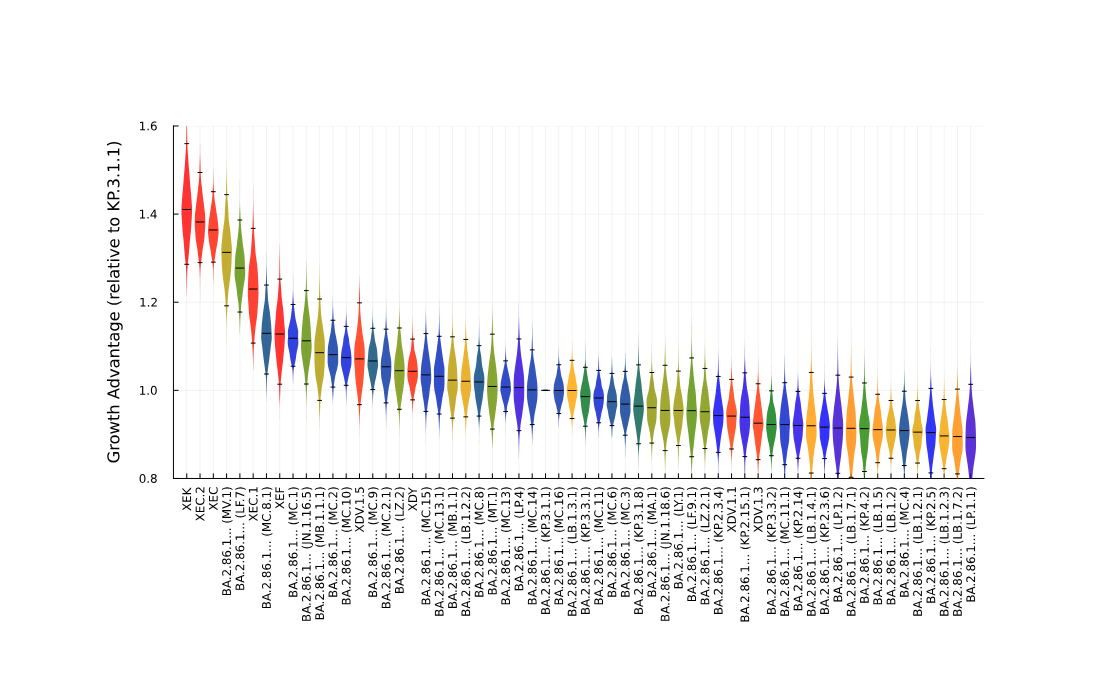 Growth Advantage (relative to KP.3.1.1)
1.6
1.4
1.2
1.0
0.8
XEK
XEC.2
XEC
BA.2.86.1... (MV.1)
BA.2.86.1... (LF.7)
XEC.1
BA.2.86.1... (MC.8.1)
XEF
BA.2.86.1... (MC.1)
BA.2.86.1... (JN.1.16.5)
BA.2.86.1... (MB.1.1.1)
BA.2.86.1... (MC.2)
BA.2.86.1... (MC.10)
XDV.1.5
BA.2.86.1... (MC.9)
BA.2.86.1... (MC.2.1)
BA.2.86.1... (LZ.2)
XDY
BA.2.86.1... (MC.15)
BA.2.86.1... (MC.13.1)
BA.2.86.1... (MB.1.1)
BA.2.86.1... (LB.1.2.2)
BA.2.86.1... (MC.8)
BA.2.86.1... (MT.1)
BA.2.86.1... (MC.13)
BA.2.86.1... (LP.4)
BA.2.86.1... (MC.14)
BA.2.86.1... (KP.3.1.1)
BA.2.86.1... (MC.16)
BA.2.86.1... (LB.1.3.1)
BA.2.86.1... (KP.3.3.1)
BA.2.86.1... (MC.11)
BA.2.86.1... (MC.6)
BA.2.86.1... (MC.3)
BA.2.86.1... (KP.3.1.8)
BA.2.86.1... (MA.1)
BA.2.86.1... (JN.1.18.6)
BA.2.86.1... (LY.1)
BA.2.86.1... (LF.9.1)
BA.2.86.1... (LZ.2.1)
BA.2.86.1... (KP.2.3.4)
XDV.1.1
BA.2.86.1... (KP.2.15.1)
XDV.1.3
BA.2.86.1... (KP.3.3.2)
BA.2.86.1... (MC.11.1)
BA.2.86.1... (KP.2.14)
BA.2.86.1... (LB.1.4.1)
BA.2.86.1... (KP.2.3.6)
BA.2.86.1... (LP.1.2)
BA.2.86.1... (LB.1.7.1)
BA.2.86.1... (KP.4.2)
BA.2.86.1... (LB.1.5)
BA.2.86.1... (LB.1.2)
BA.2.86.1... (MC.4)
BA.2.86.1... (LB.1.2.1)
BA.2.86.1... (KP.2.5)
BA.2.86.1... (LB.1.2.3)
BA.2.86.1... (LB.1.7.2)
BA.2.86.1... (LP.1.1)